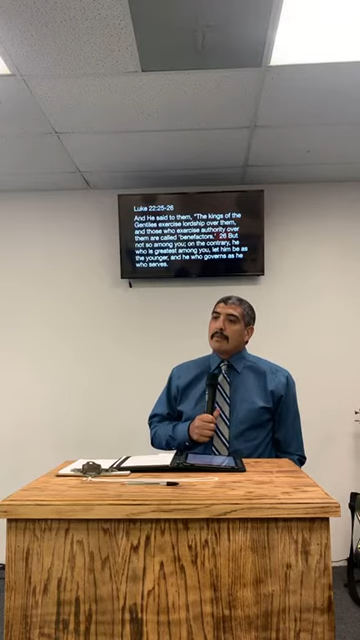 Luke 22:25-26
And He said to them, "The kings of the
Gentiles exercise lordship over them,
and those who exercise authority over
them are called 'benefactors.' 26 But
not so among you; on the contrary, he
who is greatest among you, let him be as
the younger, and he who governs as he
who serves.